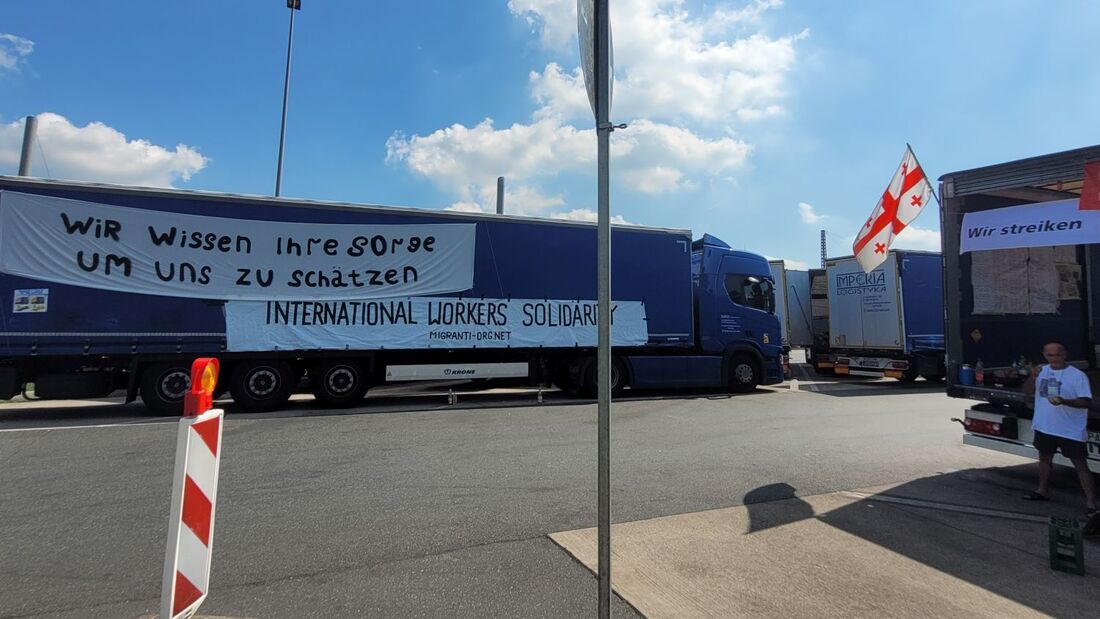 Wir wissen Ihre Sorge
um uns zu schätzen
INTERNATIONAL WORKERS SOLIDARITY
MIGRANTI-ORG.NET
KRONE
IMPERIA
LOGISTYKA
Wir streiken